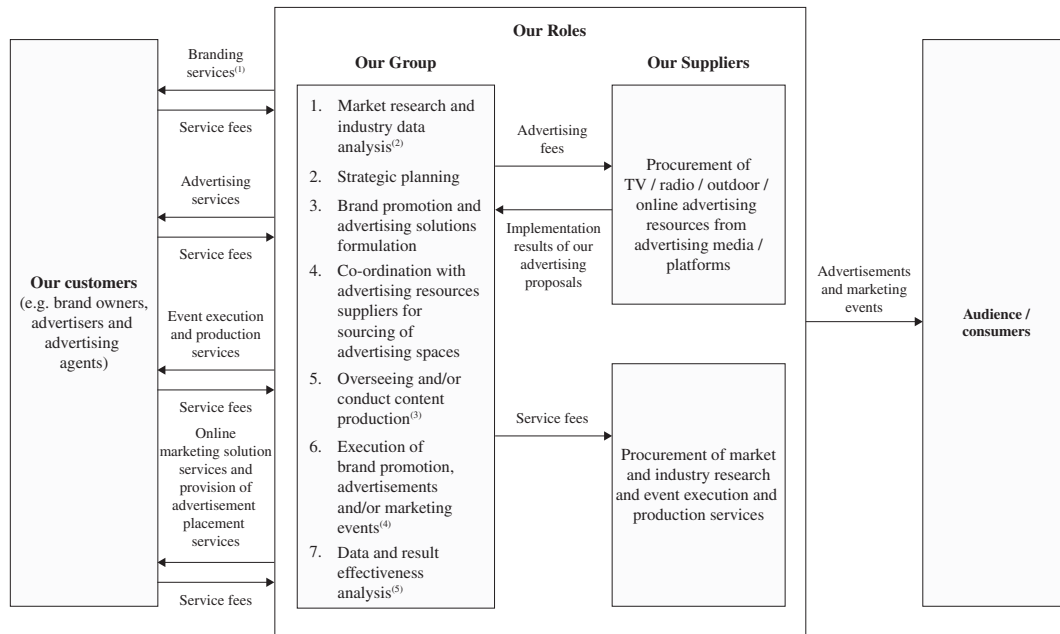 Our Roles
Branding
services(1)
Service fees
Advertising
services
Service fees
Event execution
and production
services
Service fees
Online
marketing solution
services and
provision of
advertisement
placement
services
Service fees
Our customers
(e.g. brand owners,
advertisers and
advertising
agents)
Our Group
1. Market research and
industry data
analysis(2)
2. Strategic planning
3. Brand promotion and
advertising solutions
formulation
4. Co-ordination with
advertising resources
suppliers for
sourcing of
advertising spaces
5. Overseeing and/or
conduct content
production(3)
6. Execution of
brand promotion,
advertisements
and/or marketing
events(4)
7. Data and result
effectiveness
analysis(5)
Advertising
fees
Implementation
results of our
advertising
proposals
Service fees
Our Suppliers
Procurement of
TV / radio / outdoor /
online advertising
resources from
advertising media /
platforms
Procurement of market
and industry research
and event execution and
production services
Advertisements
and marketing
events
Audience /
consumers